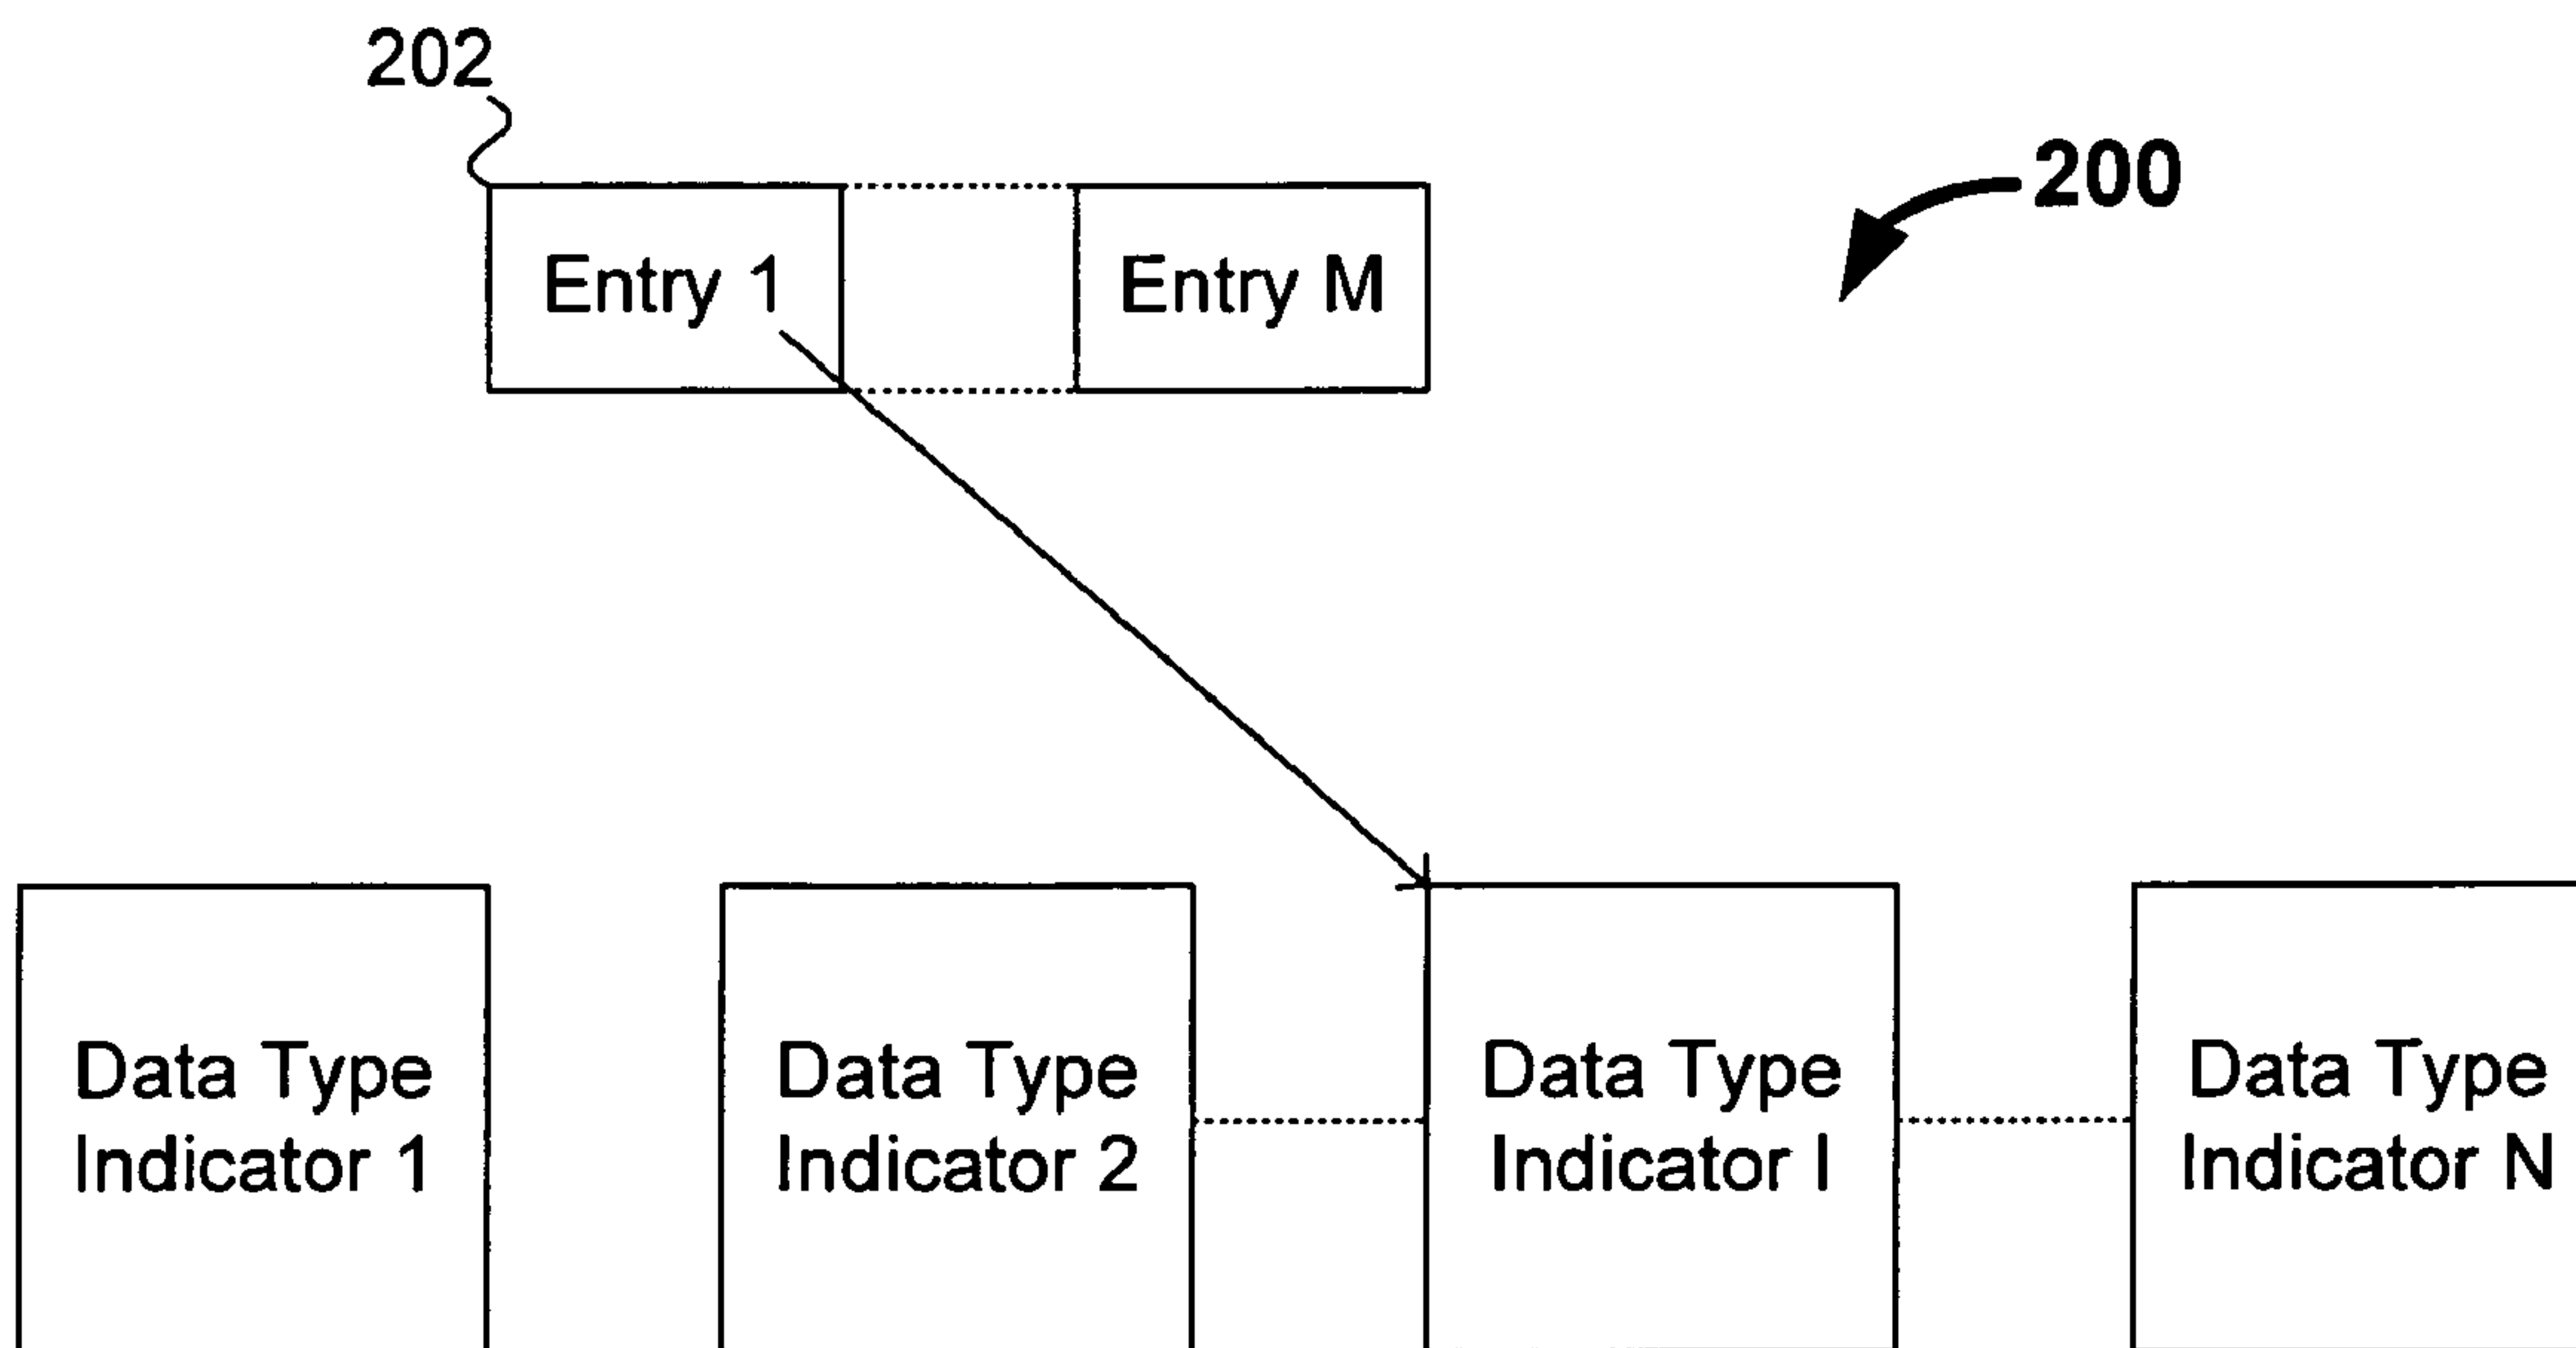 202
200
Entry 1
Entry M
Data Type
Indicator 1
Data Type
Indicator 2
Data Type
Indicator I
Data Type
Indicator N